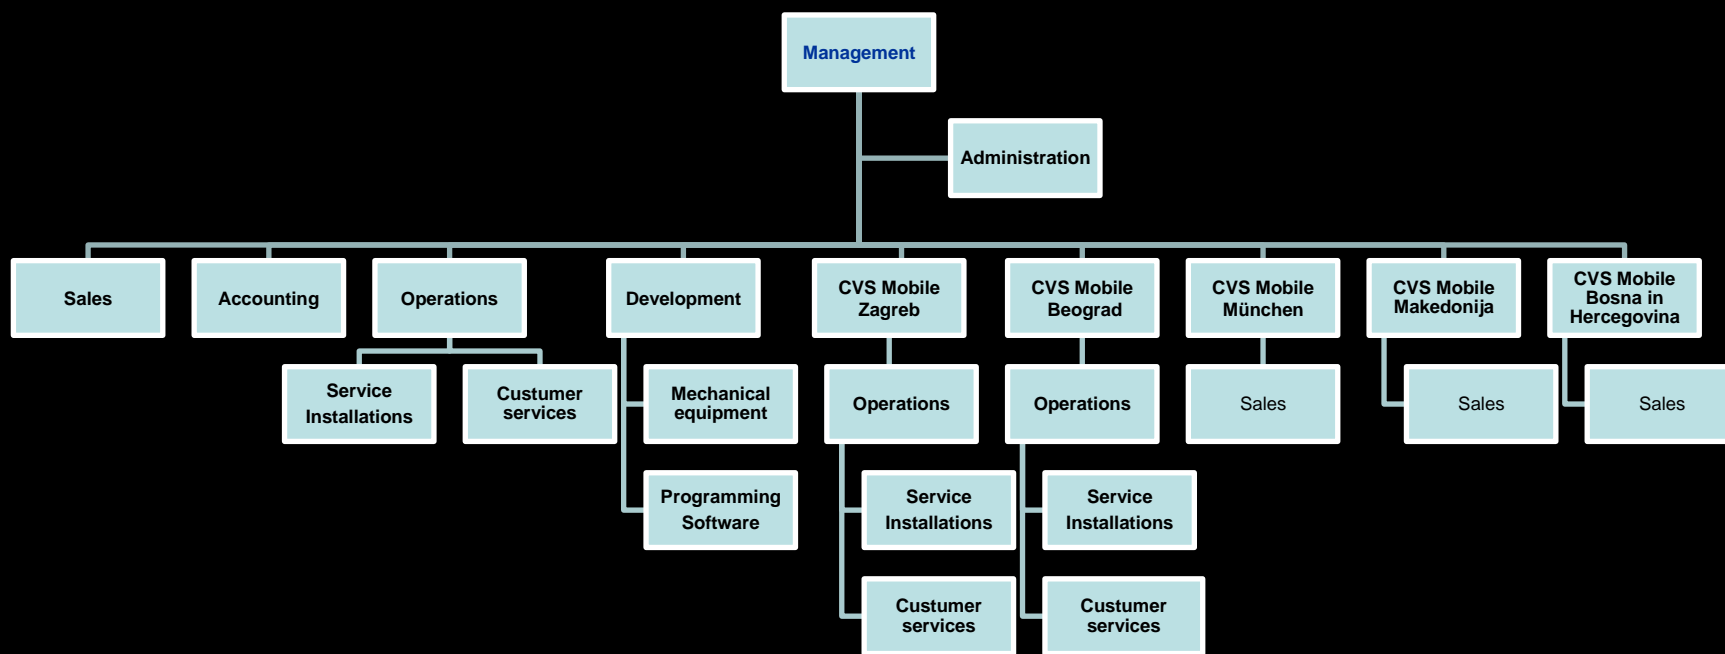 Management
Administration
Sales
Accounting
Operations
Development
CVS Mobile
Zagreb
CVS Mobile
Beograd
CVS Mobile
München
CVS Mobile
Makedonija
CVS Mobile
Bosna in
Hercegovina
Service
Installations
Custumer
services
Mechanical
equipment
Operations
Operations
Sales
Sales
Sales
Programming
Software
Service
Installations
Service
Installations
Custumer
services
Custumer
services